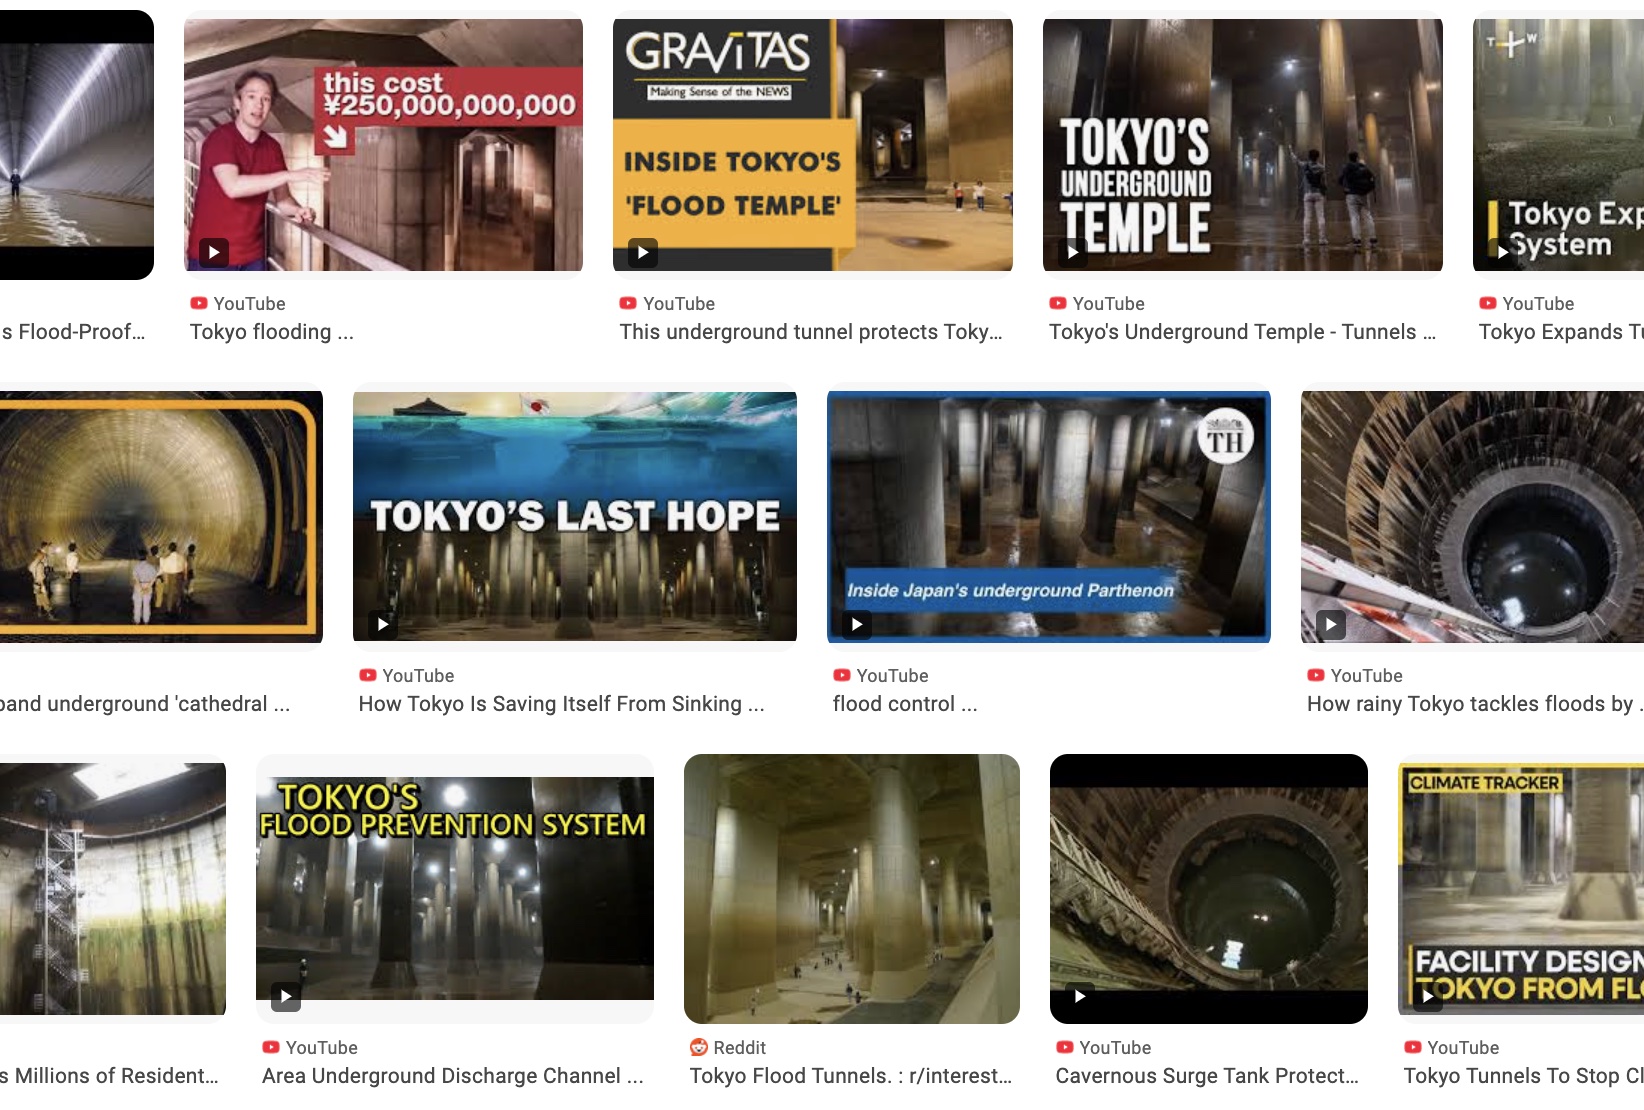 this cost
¥250,000,000,000
GRAVITAS
Making Sense of the NEWS
INSIDE TOKYO'S
'FLOOD TEMPLE'
TOKYO'S
UNDERGROUND
TEMPLE
T W
Tokyo Exp
System
YouTube
YouTube
YouTube
YouTube
s Flood-Proof...
Tokyo flooding ...
This underground tunnel protects Toky...
Tokyo's Underground Temple - Tunnels ...
Tokyo Expands Tu
TOKYO'S LAST HOPE
TH
Inside Japan's underground Parthenon
YouTube
YouTube
YouTube
pand underground 'cathedral ...
How Tokyo Is Saving Itself From Sinking ...
flood control ...
How rainy Tokyo tackles floods by .
TOKYO'S
FLOOD PREVENTION SYSTEM
CLIMATE TRACKER
FACILITY DESIGN
TOKYO FROM FLO
YouTube
Reddit
YouTube
YouTube
s Millions of Resident...
Area Underground Discharge Channel ...
Tokyo Flood Tunnels. : r/interest...
Cavernous Surge Tank Protect...
Tokyo Tunnels To Stop Cl